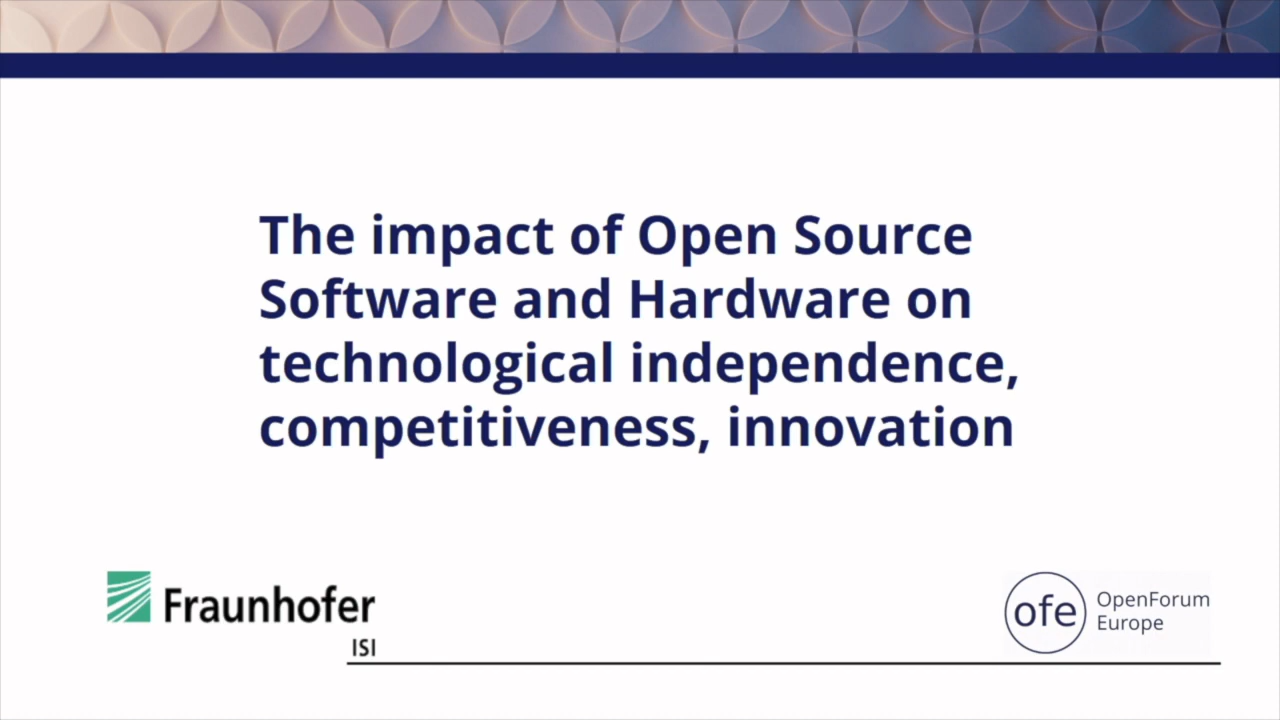 The impact of Open Source
Software and Hardware on
technological independence,
competitiveness, innovation
Fraunhofer
ISI
ofe
OpenForum
Europe